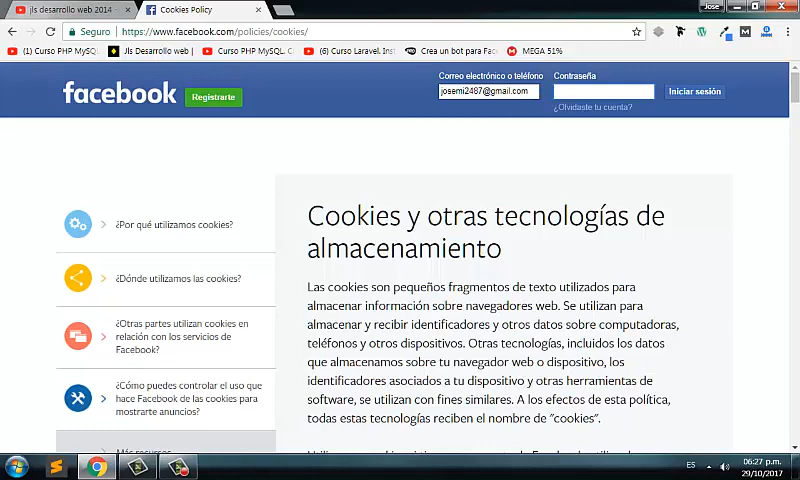 jls desarrollo web 2014 -
Cookies Policy
Jose
Seguro
https://www.facebook.com/policies/cookies/
(1) Curso PHP MySQL
Jls Desarrollo web |
Curso PHP MySQL. C
(6) Curso Laravel. Inst
Crea un bot para Fac
MEGA 51%
facebook
Registrarte
Correo electrónico o teléfono
Contraseña
josemi2487@gmail.com
Iniciar sesión
¿Olvidaste tu cuenta?
¿Por qué utilizamos cookies?
¿Dónde utilizamos las cookies?
¿Otras partes utilizan cookies en
relación con los servicios de
Facebook?
¿Cómo puedes controlar el uso que
hace Facebook de las cookies para
mostrarte anuncios?
Más recursos
Cookies y otras tecnologías de
almacenamiento
Las cookies son pequeños fragmentos de texto utilizados para
almacenar información sobre navegadores web. Se utilizan para
almacenar y recibir identificadores y otros datos sobre computadoras,
teléfonos y otros dispositivos. Otras tecnologías, incluidos los datos
que almacenamos sobre tu navegador web o dispositivo, los
identificadores asociados a tu dispositivo y otras herramientas de
software, se utilizan con fines similares. A los efectos de esta política,
todas estas tecnologías reciben el nombre de "cookies".
ES
06:27 p.m.
29/10/2017